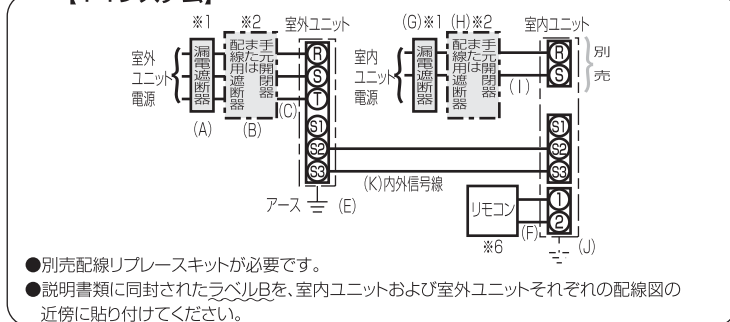 ※1
※2
室外ユニット
(G)※1
(H)※2
室内ユニット
室外
ユニット
電源
漏電遮断器
手元開閉器
または
配線用遮断器
R
S
T
S1
S2
S3
(A)
(B)
(C)
アース
(E)
室内
ユニット
電源
漏電遮断器
手元開閉器
または
配線用遮断器
(I)
R
S
別売
S1
S2
S3
(K)内外信号線
リモコン
※6
(F)
1
2
(J)
●別売配線リプレースキットが必要です。
●説明書類に同封されたラベルBを、室内ユニットおよび室外ユニットそれぞれの配線図の
近傍に貼り付けてください。